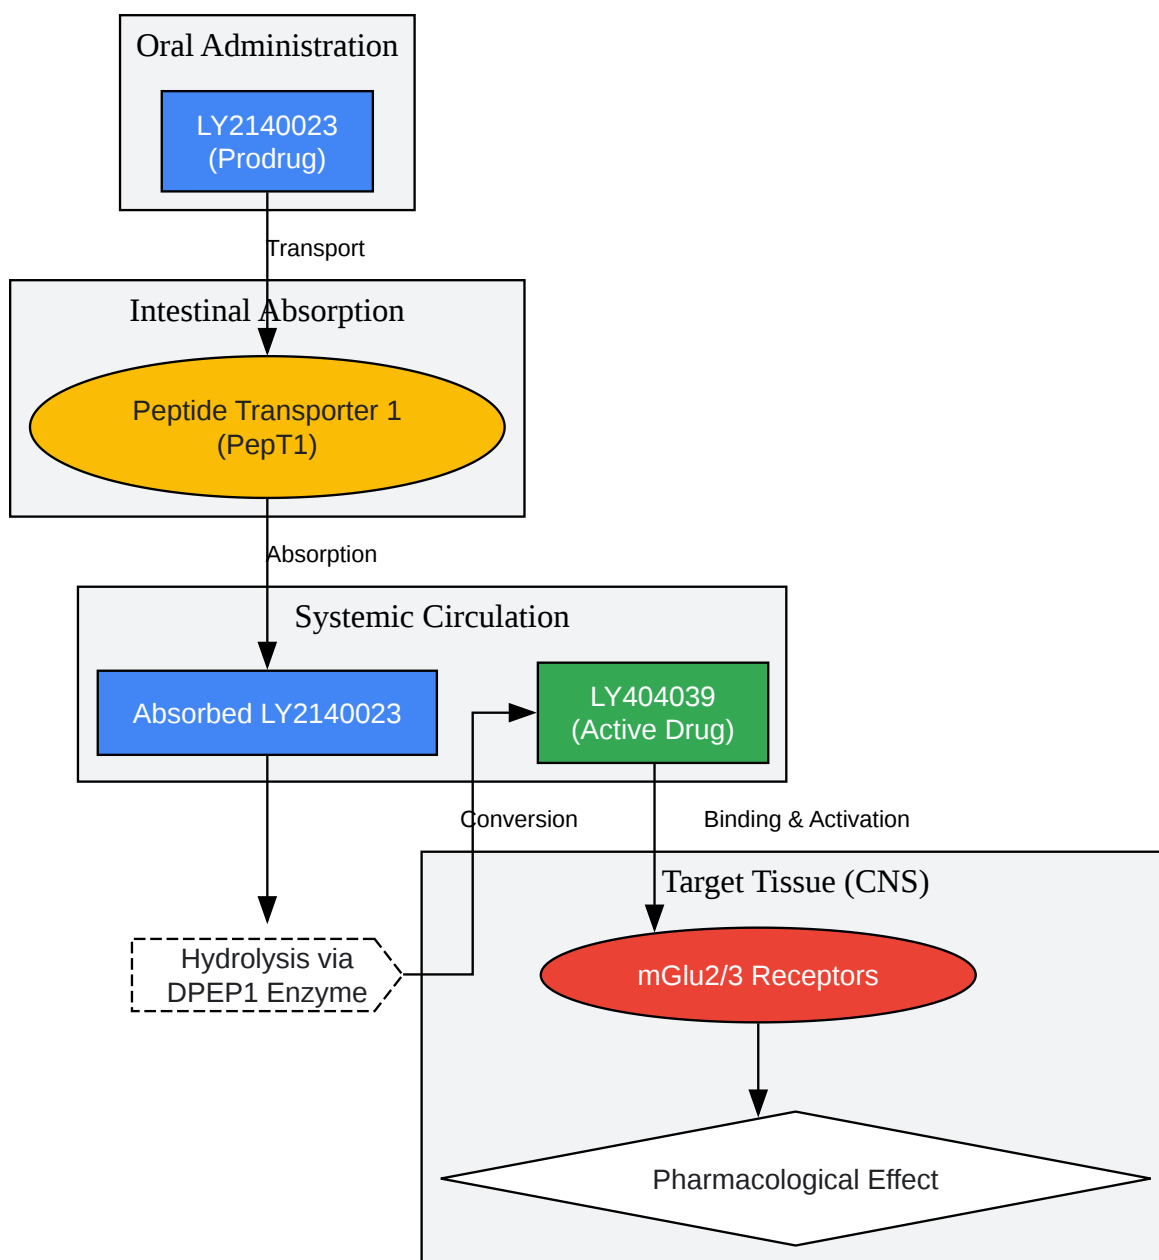 Oral Administration
LY2140023
(Prodrug)
Transport
Intestinal Absorption
Peptide Transporter 1
(PepT1)
Absorption
Systemic Circulation
Absorbed LY2140023
LY404039
(Active Drug)
Conversion
Binding & Activation
Target Tissue (CNS)
Hydrolysis via
DPEP1 Enzyme
mGlu2/3 Receptors
Pharmacological Effect